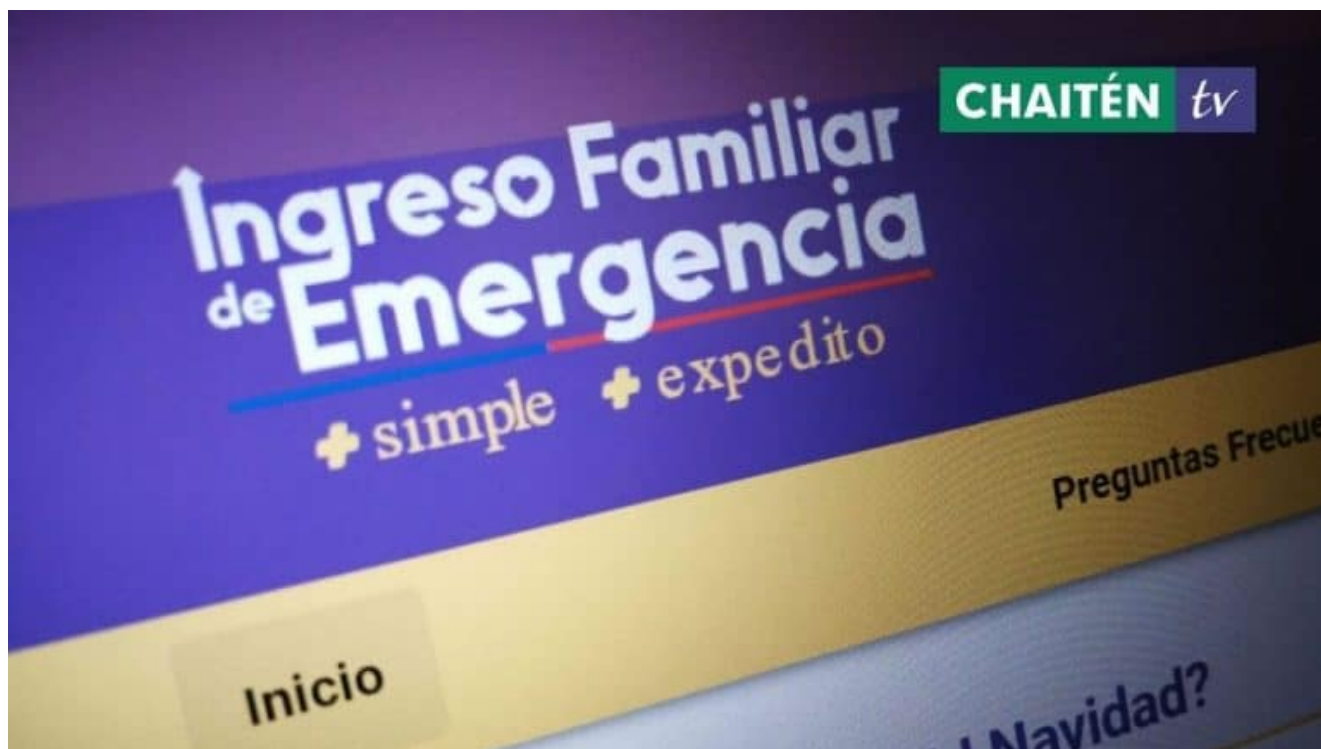 CHAITÉN tv
Ingreso Familiar
de Emergencia
+ simple + expedito
Preguntas
Inicio
Navidad?